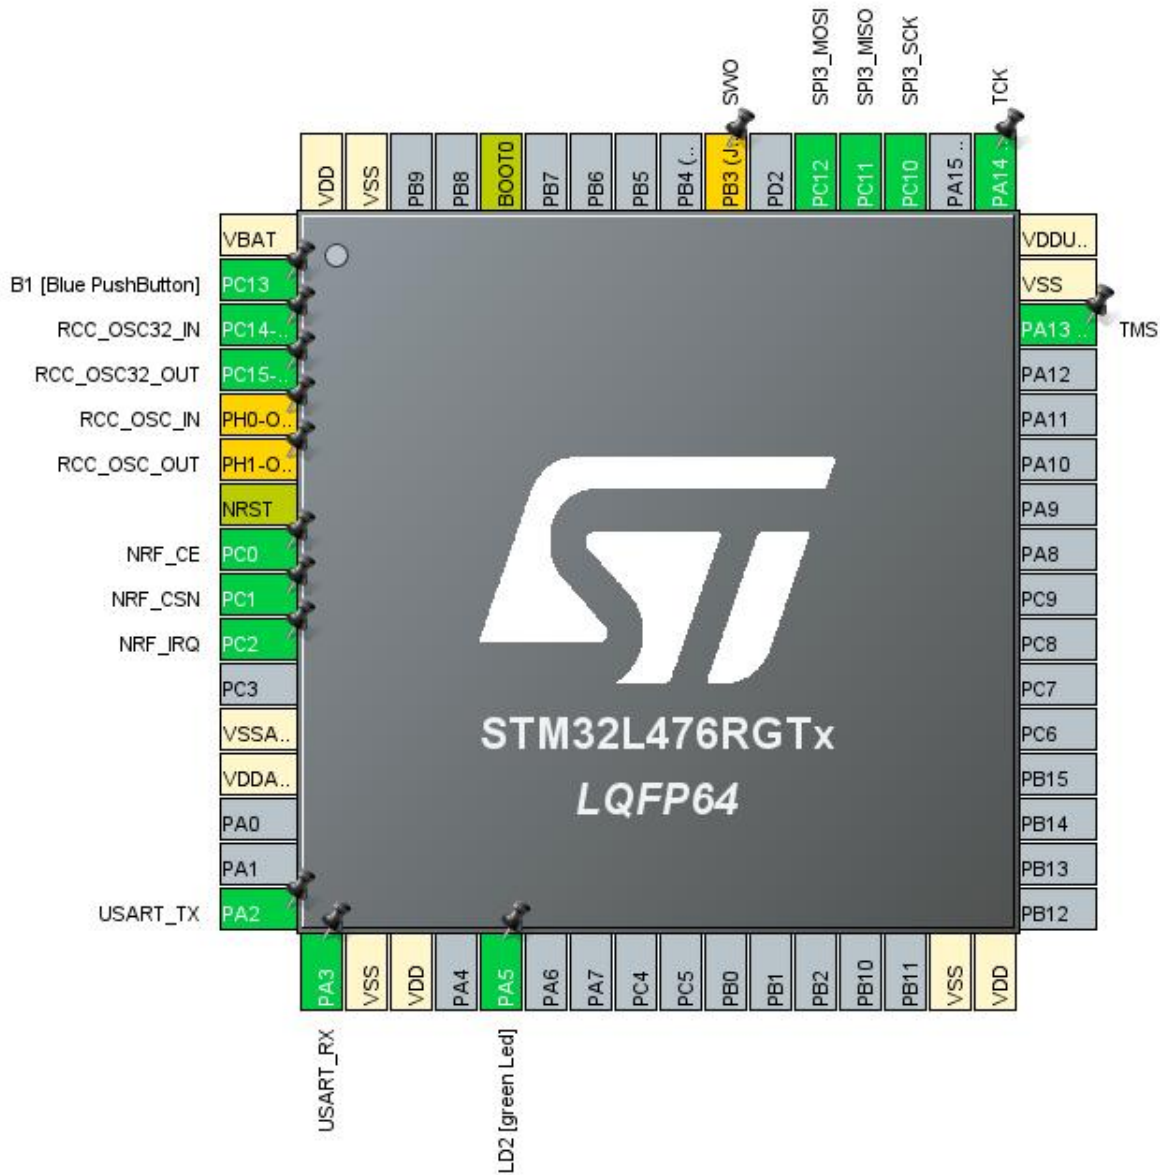 SWO
SPI3_MOSI
SPI3_MISO
SPI3_SCK
TCK
VDD
VSS
PB9
PB8
BOOT0
PB7
PB6
PB5
PB4 (..
PB3 (J..
PD2
PC12
PC11
PC10
PA15 ..
PA14 ..
VBAT
B1 [Blue PushButton] PC13
RCC_OSC32_IN PC14-..
RCC_OSC32_OUT PC15-..
RCC_OSC_IN PH0-O..
RCC_OSC_OUT PH1-O..
NRST
NRF_CE PC0
NRF_CSN PC1
NRF_IRQ PC2
PC3
VSSA..
VDDA..
PA0
PA1
USART_TX PA2
VDDU..
VSS
PA13 .. TMS
PA12
PA11
PA10
PA9
PA8
PC9
PC8
PC7
PC6
PB15
PB14
PB13
PB12
ST
STM32L476RGTx
LQFP64
PA3
VSS
VDD
PA4
PA5
PA6
PA7
PC4
PC5
PB0
PB1
PB2
PB10
PB11
VSS
VDD
USART_RX
LD2 [green Led]